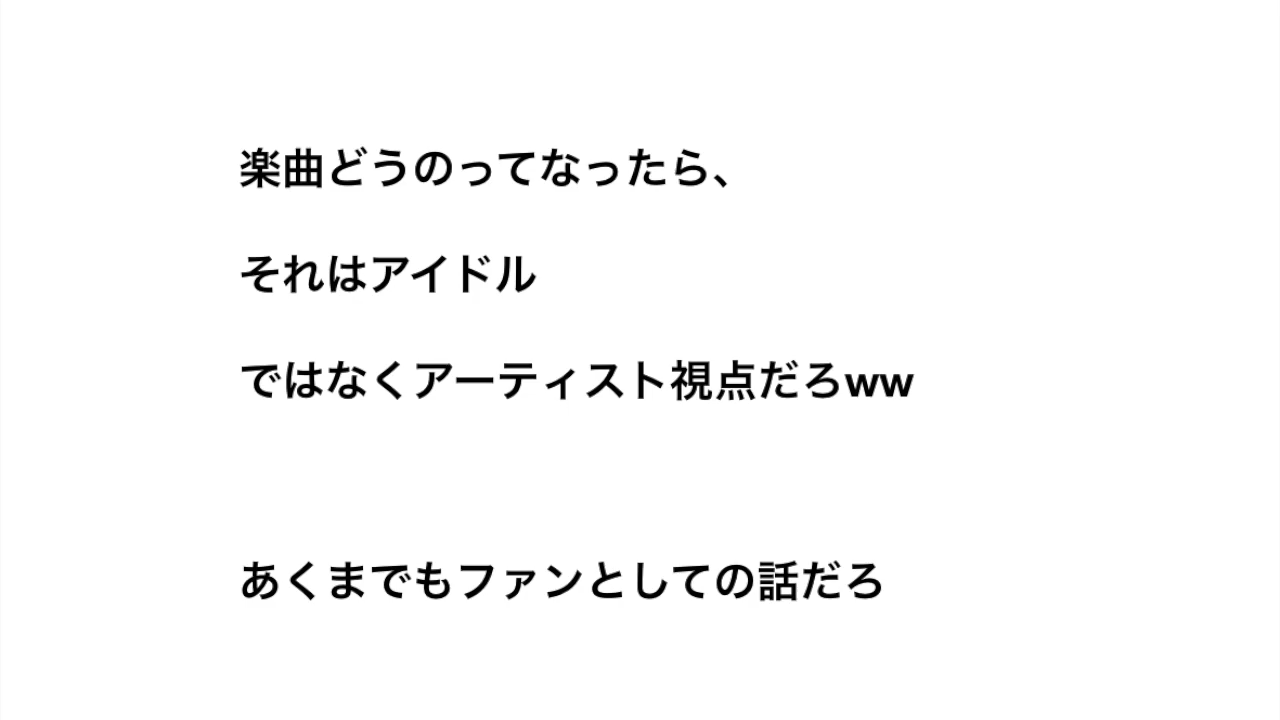 楽曲どうのってなったら、
それはアイドル
ではなくアーティスト視点だろww
あくまでもファンとしての話だろ